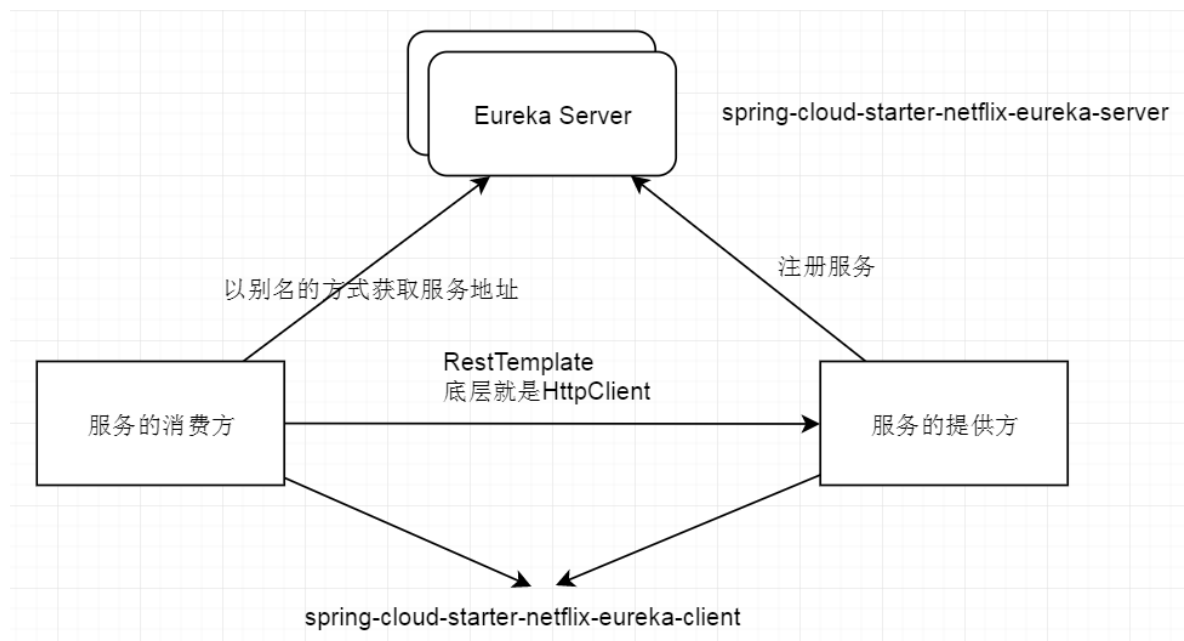 Eureka Server
spring-cloud-starter-netflix-eureka-server
注册服务
以别名的方式获取服务地址
RestTemplate
底层就是HttpClient
服务的消费方
服务的提供方
spring-cloud-starter-netflix-eureka-client